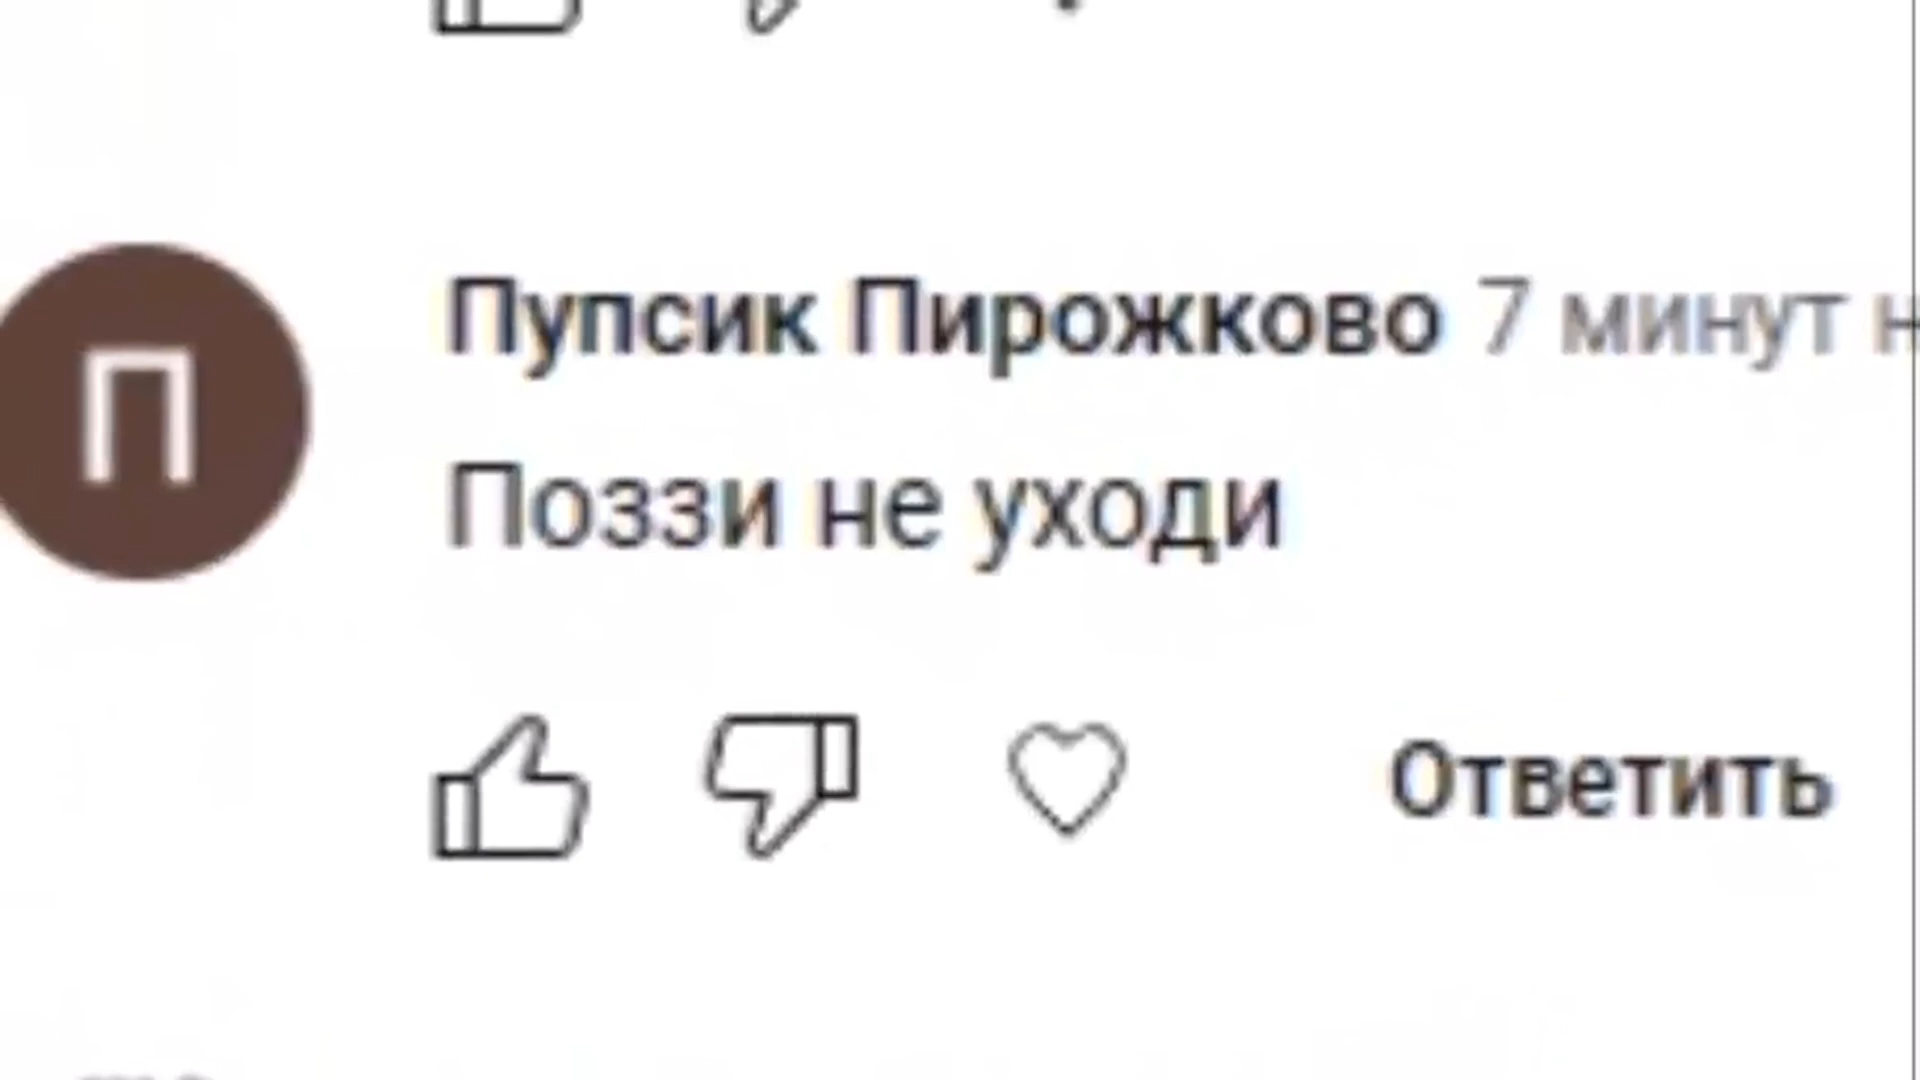 П
Пупсик Пирожково 7 минут
Поззи не уходи
Ответить